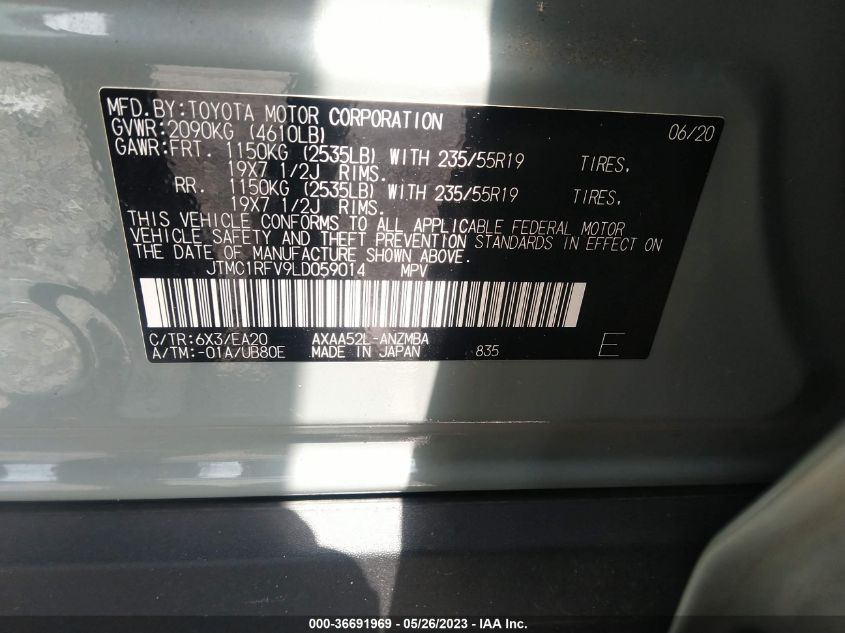 MFD.BY:TOYOTA MOTOR CORPORATION 06/20
GVWR:2090KG (4610LB)
GAWR:FRT. 1150KG (2535LB) WITH 235/55R19 TIRES,
19X7 1/2J RIMS.
RR. 1150KG (2535LB) WITH 235/55R19 TIRES,
19X7 1/2J RIMS.
THIS VEHICLE CONFORMS TO ALL APPLICABLE FEDERAL MOTOR
VEHICLE SAFETY AND THEFT PREVENTION STANDARDS IN EFFECT ON
THE DATE OF MANUFACTURE SHOWN ABOVE.
JTMC1RFV9LD059014 MPV
C/TR:6X3/EA20 AXAA52L-ANZMBA
A/TM:-01A/UB80E MADE IN JAPAN 835 E
000-36691969 - 05/26/2023 - IAA Inc.